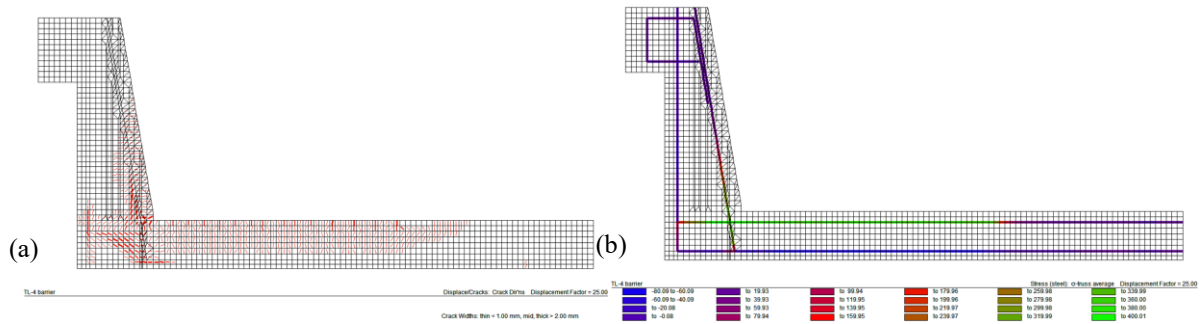 (a)
TL-4 barrier
Displace/Cracks: Crack Dir'ns Displacement Factor = 25.00
Crack Widths: thin < 1.00 mm, mid, thick > 2.00 mm
(b)
TL-4 barrier
Stress (steel) σ-truss average Displacement Factor = 25.00
-80.09 to -60.09 to 19.93 to 99.94 to 179.96 to 259.98 to 339.99
-60.09 to -40.09 to 39.93 to 119.95 to 199.96 to 279.98 to 360.00
to -20.08 to 59.93 to 139.95 to 219.97 to 299.98 to 380.00
to -0.08 to 79.94 to 159.95 to 239.97 to 319.99 to 400.01